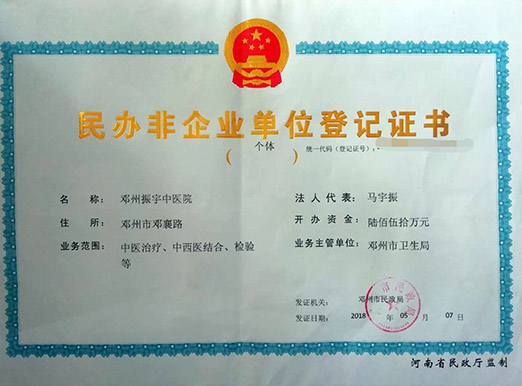 民办非企业单位登记证书
( 个体 )
统一代码（登记证号）：
名称：邓州振宇中医院
法人代表：马宇振
住所：邓州市邓襄路
开办资金：陆佰伍拾万元
业务范围：中医治疗、中西医结合、检验
等
业务主管单位：邓州市卫生局
发证机关：邓州市民政局
发证日期：2018 年 05 月 07 日
河南省民政厅监制